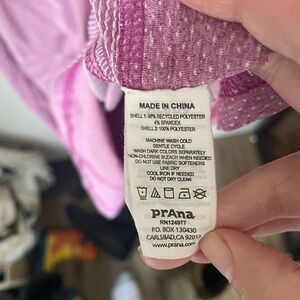 MADE IN CHINA
SHELL 1: 96% RECYCLED POLYESTER
4% SPANDEX
SHELL 2: 100% POLYESTER
MACHINE WASH COLD
GENTLE CYCLE
WASH DARK COLORS SEPARATELY
NON-CHLORINE BLEACH WHEN NEEDED
DO NOT USE FABRIC SOFTENERS
LINE DRY
COOL IRON IF NEEDED
DO NOT DRY CLEAN
prAna
RN124977
P.O. BOX 130430
CARLSBAD, CA 92013
www.prana.com